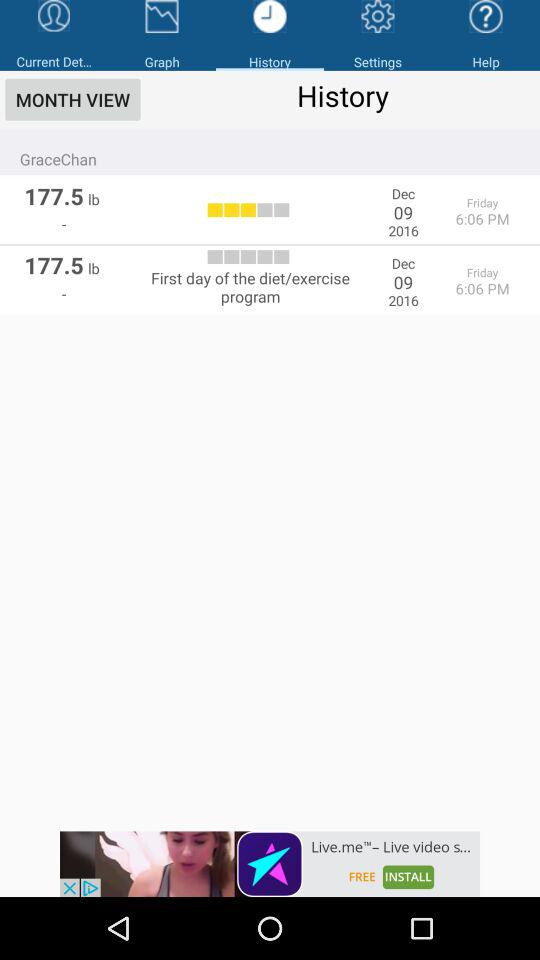 Current Det...
Graph
History
Settings
Help
MONTH VIEW
History
GraceChan
177.5 lb
-
Dec
09
2016
Friday
6:06 PM
177.5 lb
-
First day of the diet/exercise
program
Dec
09
2016
Friday
6:06 PM
Live.me™– Live video s...
FREE
INSTALL